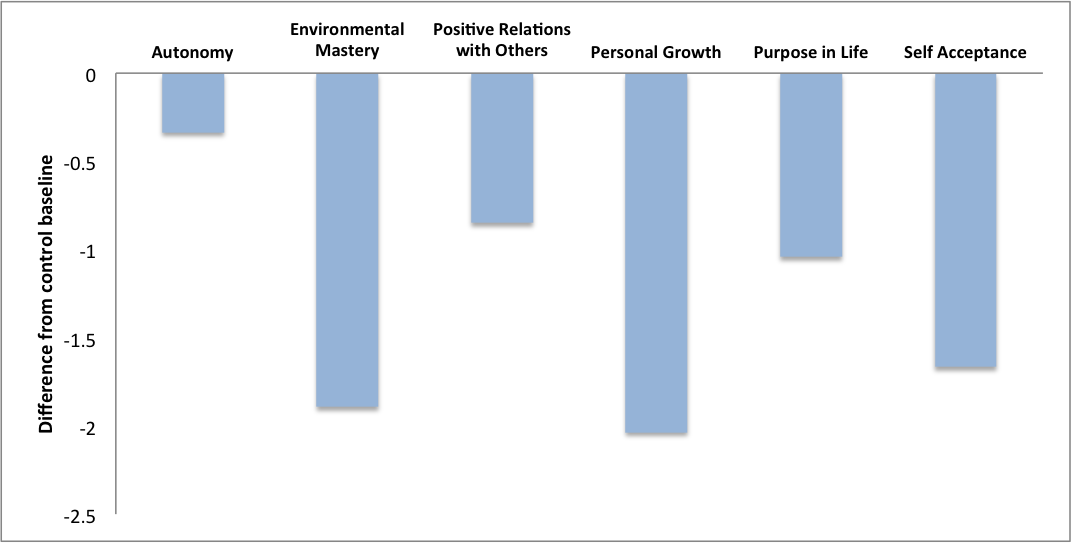 Environmental Positive Relations
Autonomy Mastery with Others Personal Growth Purpose in Life Self Acceptance
0
-0.5
-1
-1.5
-2
-2.5
Difference from control baseline